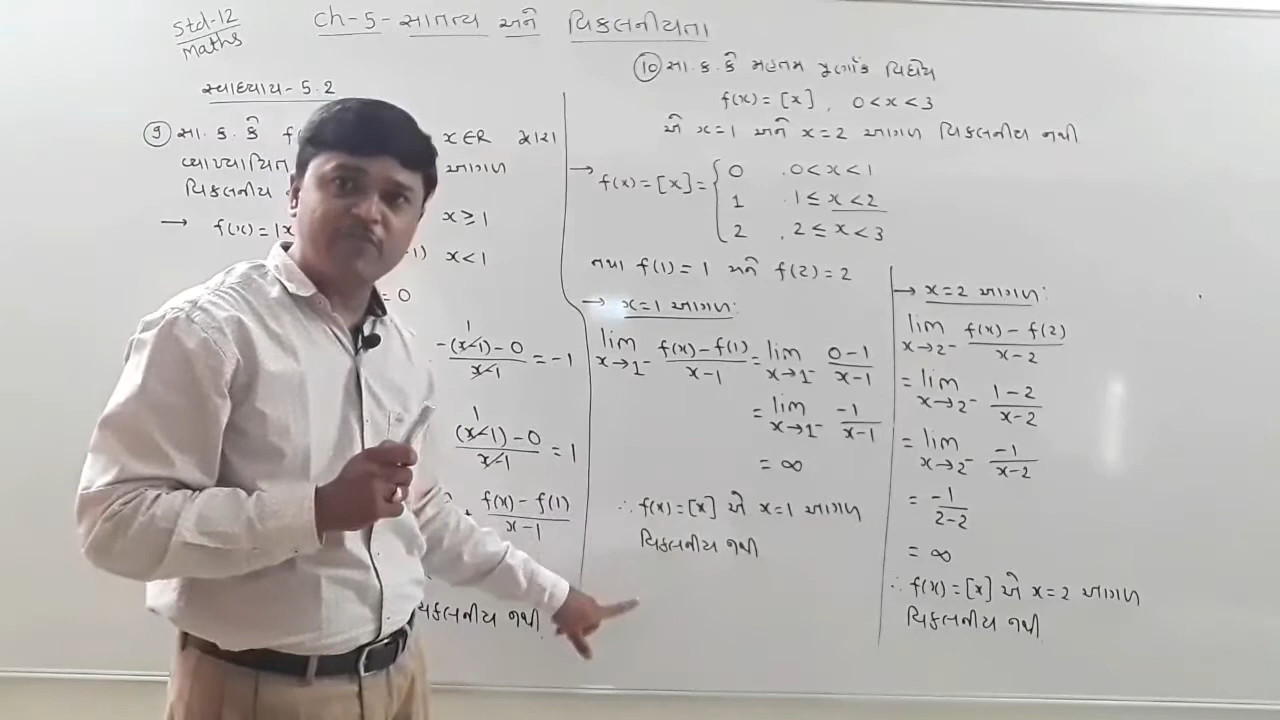 Std-12
Maths
Ch-5-સાતત્ય અને વિકલનીયતા
સ્વાધ્યાય-5.2
9 સા.ક.કે f x∈R દ્વારા
વ્યાખ્યાયિત આગળ
વિકલનીય
→ f(x)=|x x≥1
-1) x<1
=0
-(x-1)-0/x-1 = -1
(x-1)-0/x-1 = 1
+ f(x)-f(1)/x-1
વિકલનીય નથી.
10 સા.ક.કે મહતમ પૂર્ણાંક વિધેય
f(x)=[x], 0<x<3
એ x=1 અને x=2 આગળ વિકલનીય નથી
→ f(x)=[x]={ 0 , 0<x<1
1 , 1≤x<2
2 , 2≤x<3
તથા f(1)=1 અને f(2)=2
→ x=1 આગળ:
lim x→1⁻ f(x)-f(1)/x-1 = lim x→1⁻ 0-1/x-1
= lim x→1⁻ -1/x-1
= ∞
∴ f(x)=[x] એ x=1 આગળ
વિકલનીય નથી
→ x=2 આગળ:
lim x→2⁻ f(x)-f(2)/x-2
= lim x→2⁻ 1-2/x-2
= lim x→2⁻ -1/x-2
= -1/2-2
= ∞
∴ f(x)=[x] એ x=2 આગળ
વિકલનીય નથી.